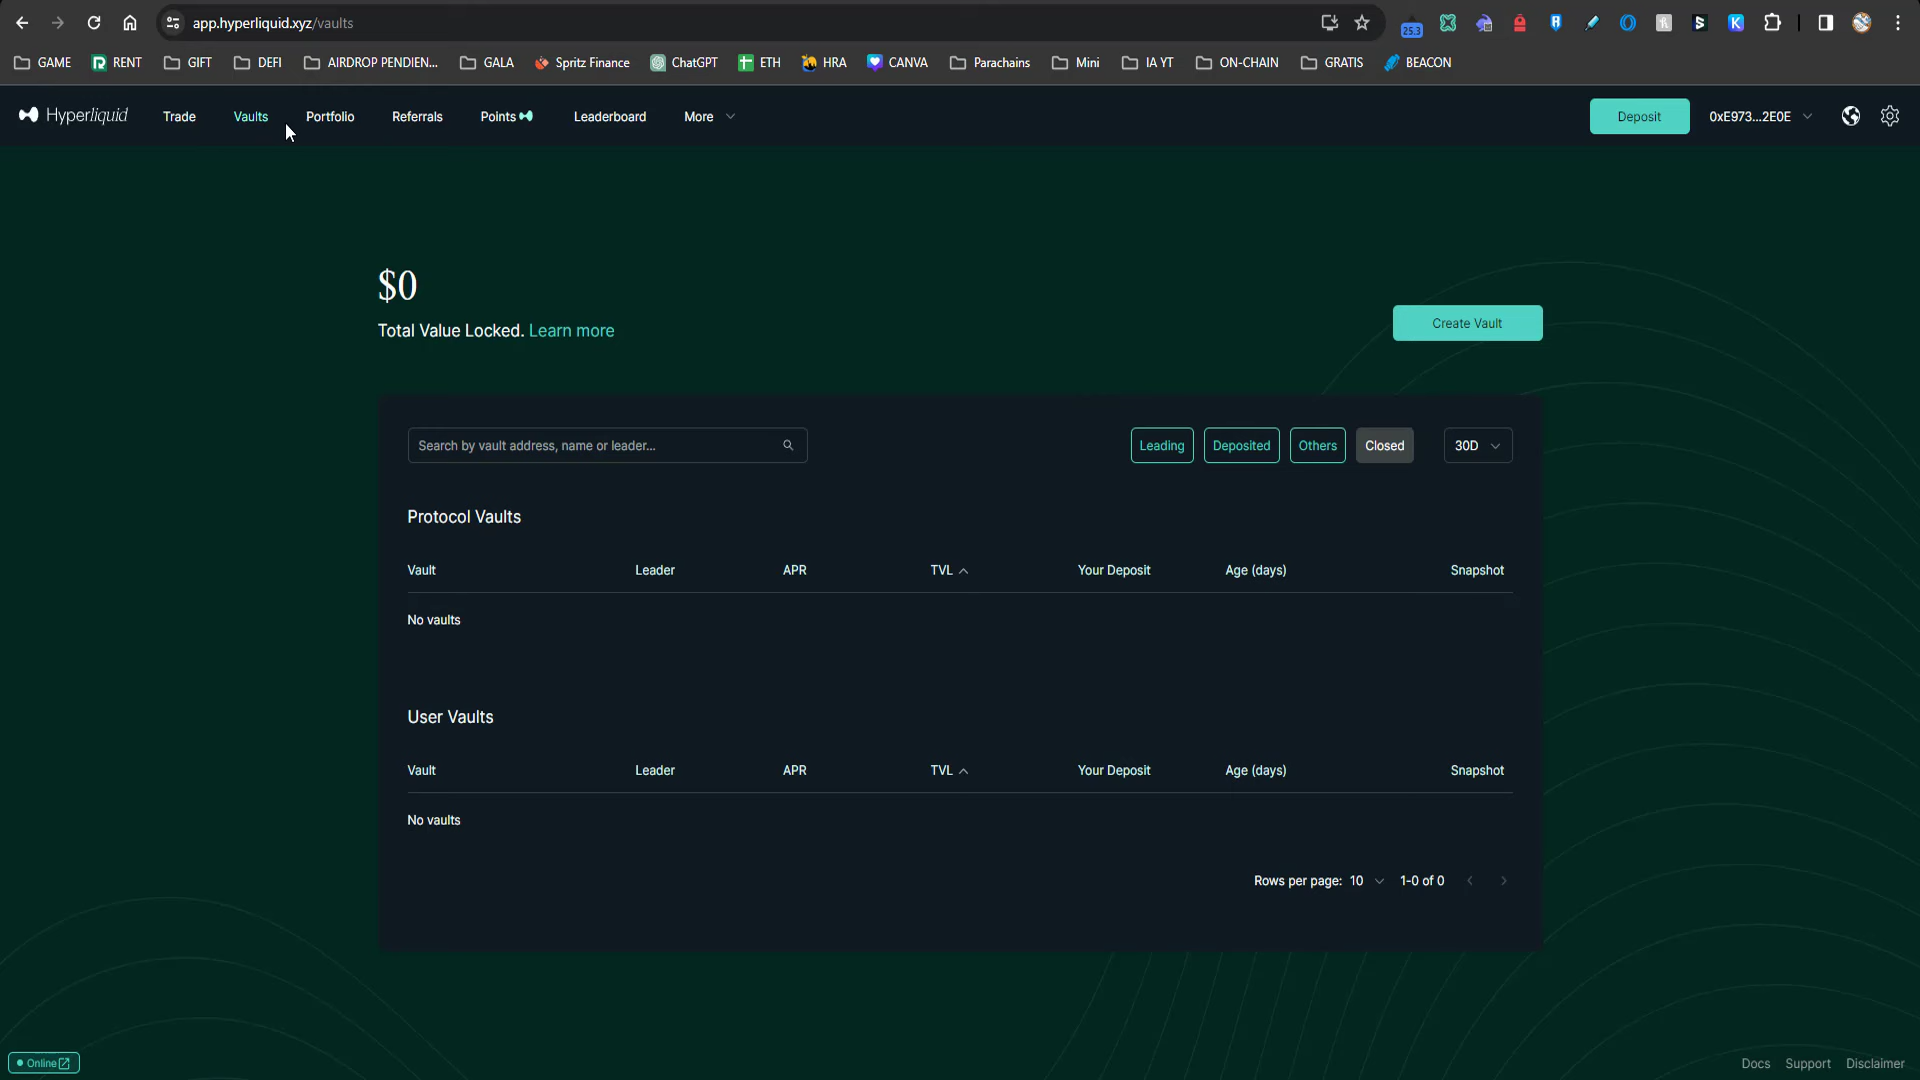 app.hyperliquid.xyz/vaults
25.3
GAME RENT GIFT DEFI AIRDROP PENDIEN... GALA Spritz Finance ChatGPT ETH HRA CANVA Parachains Mini IA YT ON-CHAIN GRATIS BEACON
Hyperliquid Trade Vaults Portfolio Referrals Points Leaderboard More Deposit 0xE973...2E0E
$0
Total Value Locked. Learn more
Create Vault
Search by vault address, name or leader... Leading Deposited Others Closed 30D
Protocol Vaults
Vault Leader APR TVL Your Deposit Age (days) Snapshot
No vaults
User Vaults
Vault Leader APR TVL Your Deposit Age (days) Snapshot
No vaults
Rows per page: 10 1-0 of 0
Online Docs Support Disclaimer